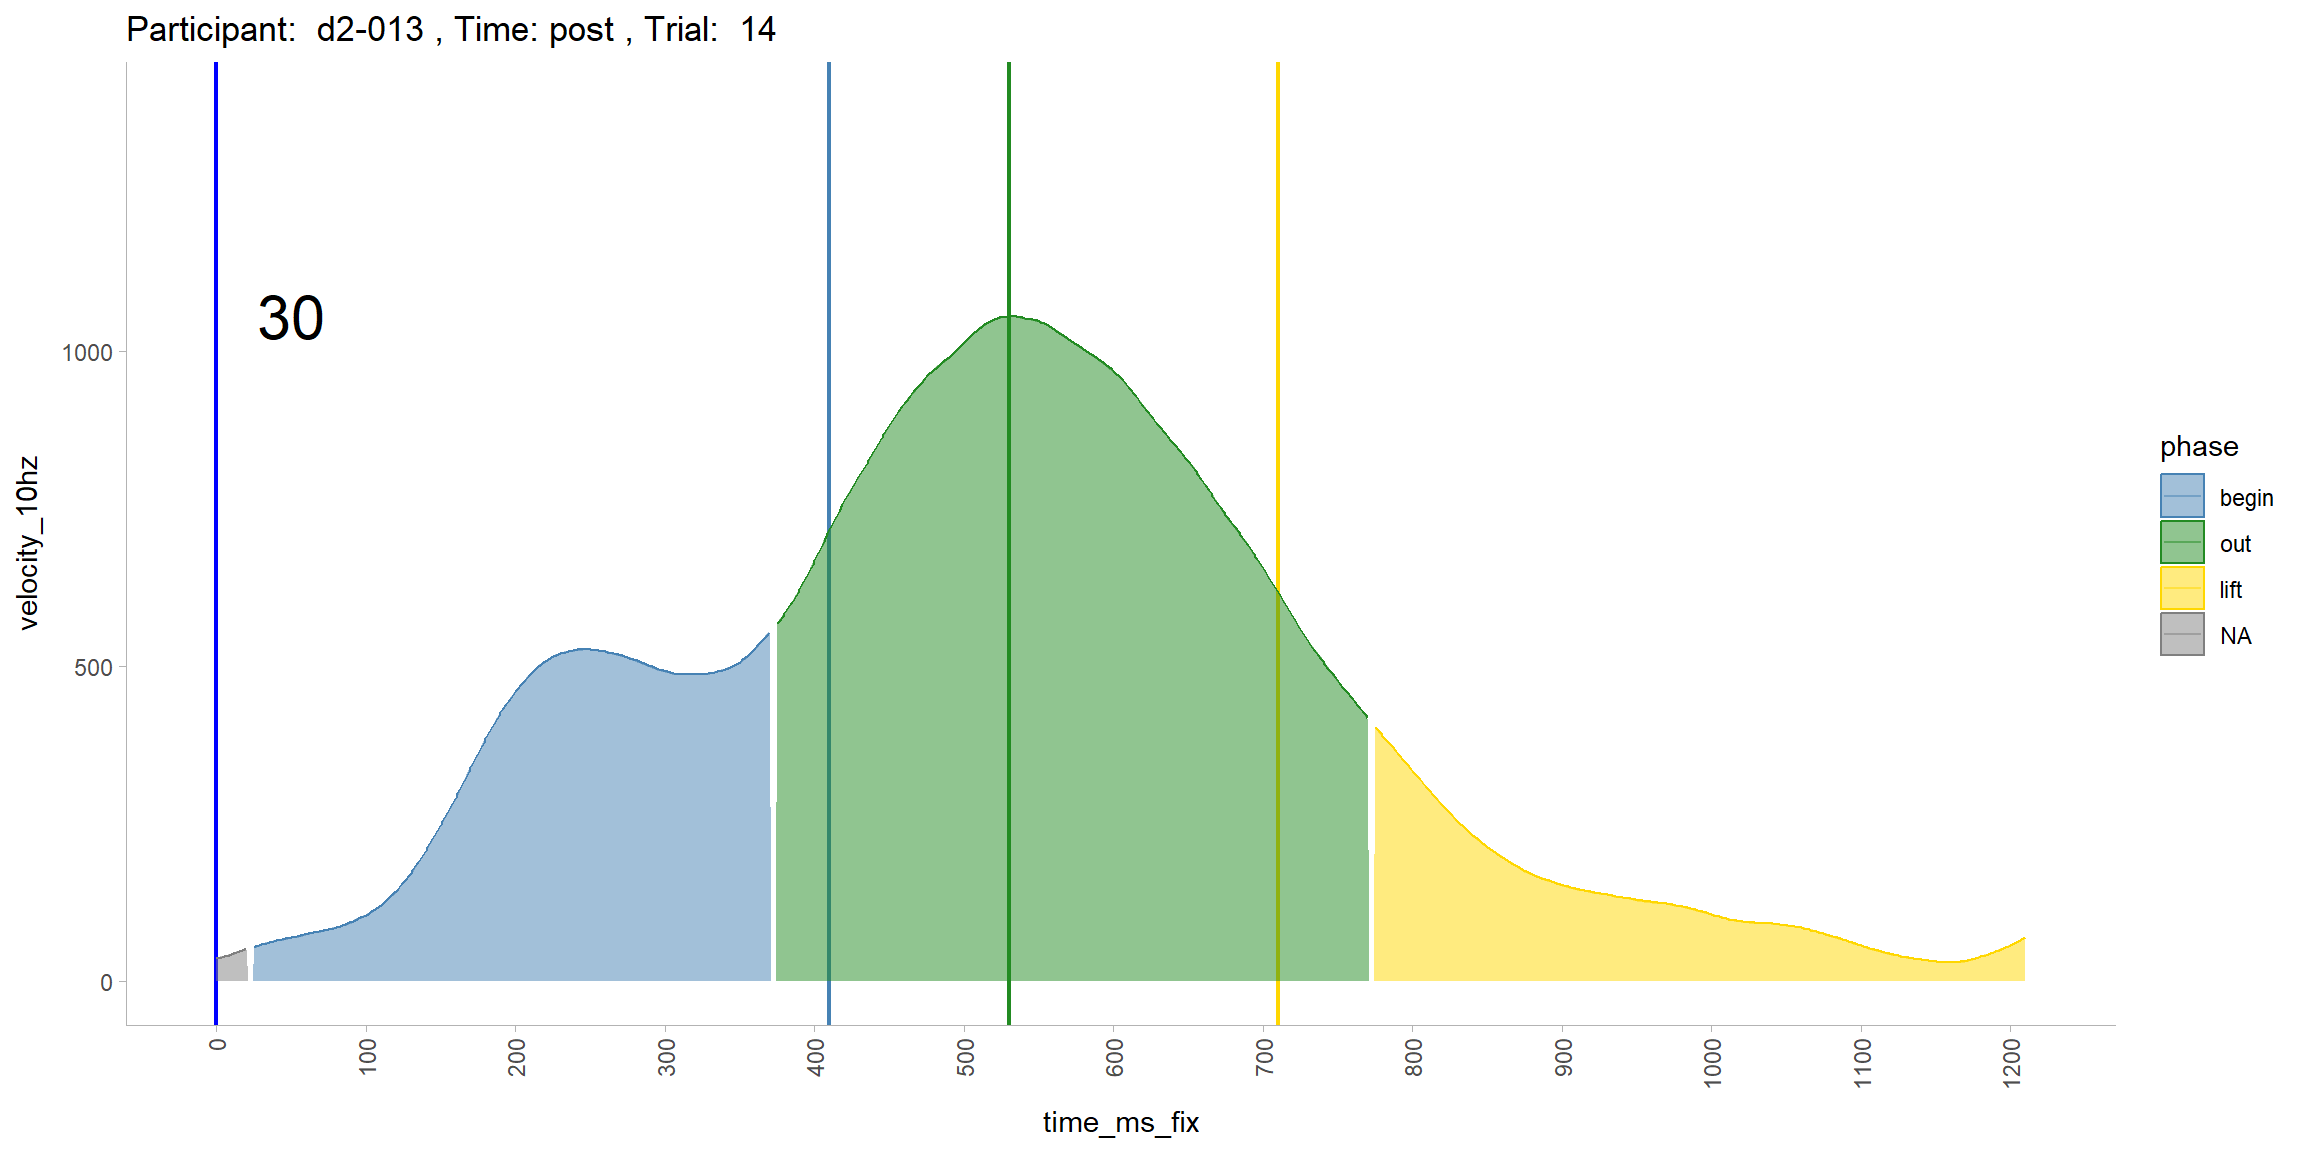 Participant:  d2-013 , Time: post , Trial:  14
30
1000
500
0
velocity_10hz
0 100 200 300 400 500 600 700 800 900 1000 1100 1200
time_ms_fix
phase
begin
out
lift
NA